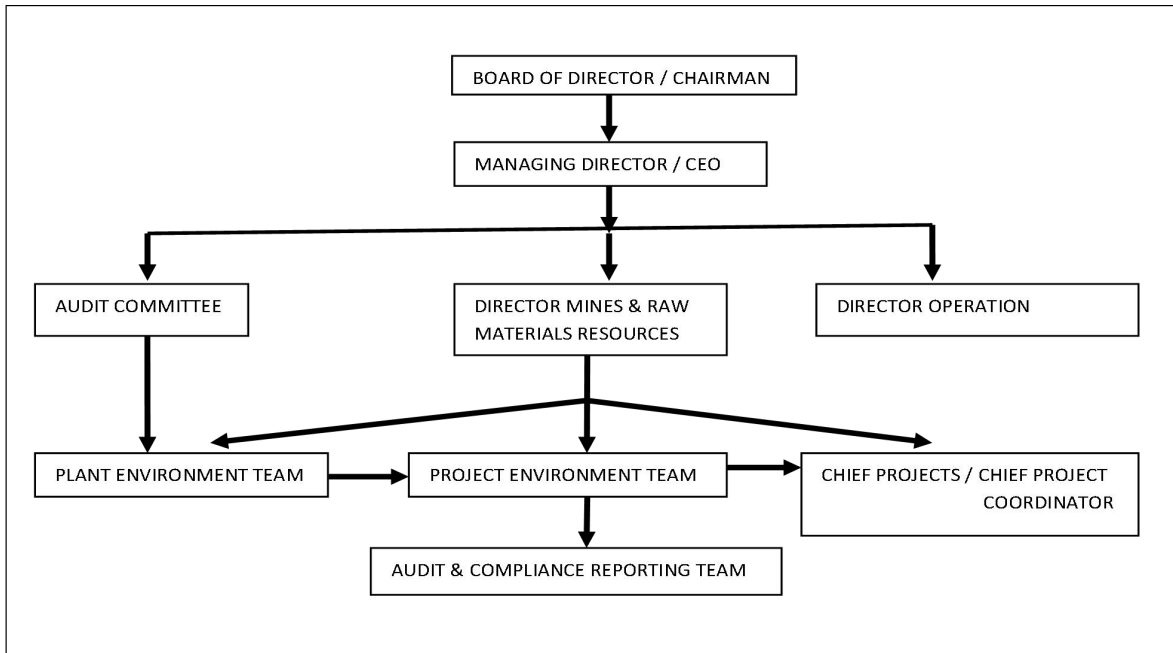 BOARD OF DIRECTOR / CHAIRMAN
MANAGING DIRECTOR / CEO
AUDIT COMMITTEE
DIRECTOR MINES & RAW
MATERIALS RESOURCES
DIRECTOR OPERATION
PLANT ENVIRONMENT TEAM
PROJECT ENVIRONMENT TEAM
CHIEF PROJECTS / CHIEF PROJECT
COORDINATOR
AUDIT & COMPLIANCE REPORTING TEAM